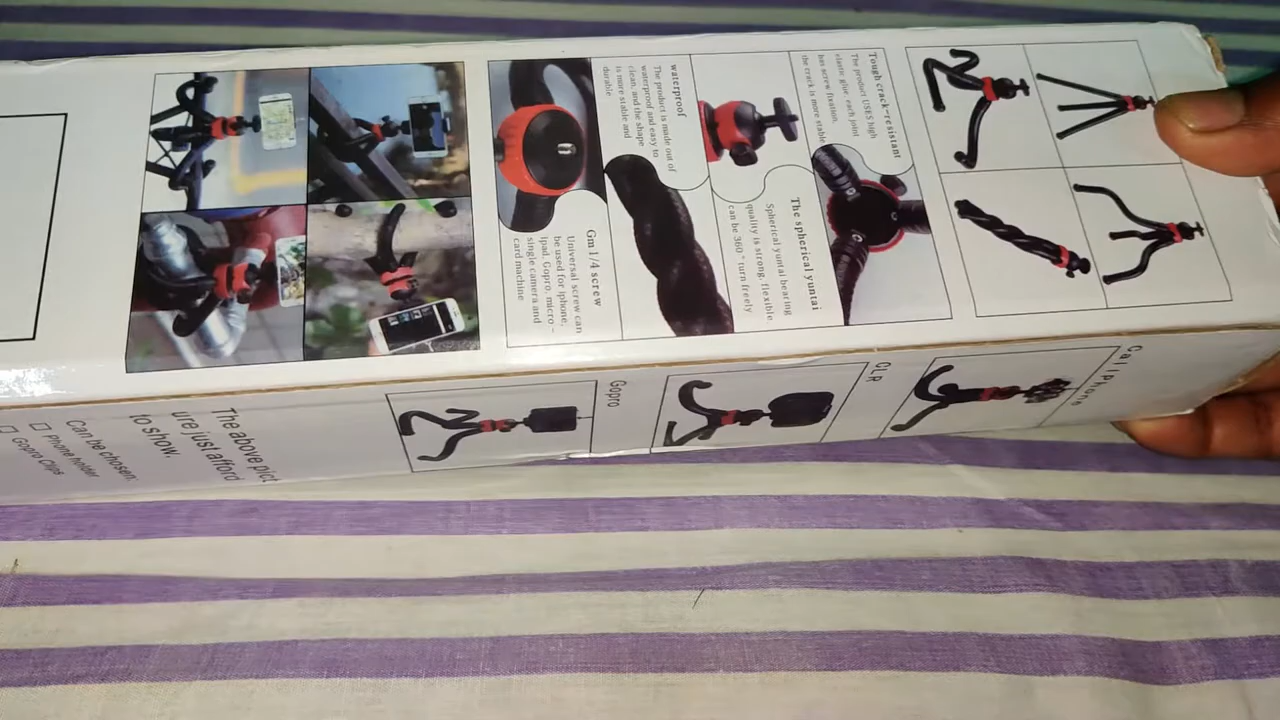 Tough crack-resistant
The product USES high
elastic glue, each joint
has screw fixation,
the crack is more stable
The spherical yuntai
Spherical yuntai bearing
quality is strong, flexible
can be 360° turn freely
waterproof
The product is made out of
waterproof and easy to
clean, and the shape
is more stable and
durable
Gm 1/4 screw
Universal screw can
be used for iphone,
ipad, Gopro, micro-
single camera and
card machine
Call Phone
CLR
Gopro
The above pict
ure just afford
to show.
Can be chosen:
Phone holder
Gopro Clips